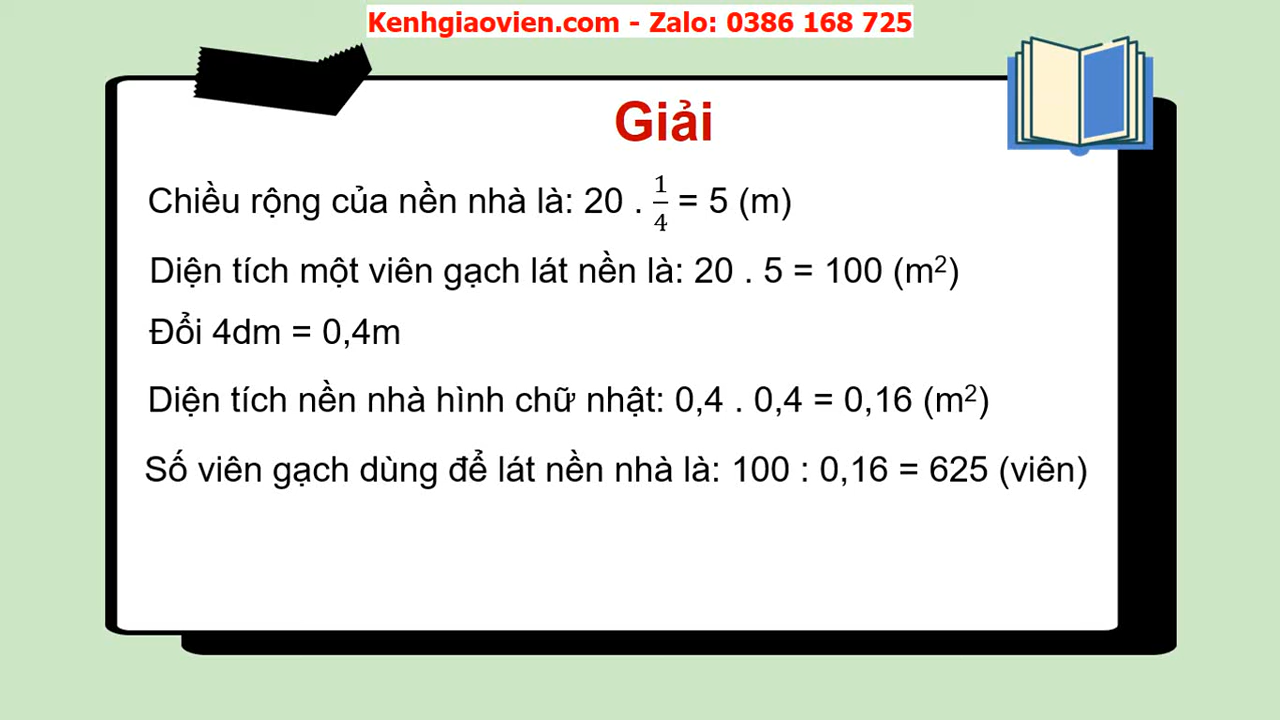 Kenhgiaovien.com - Zalo: 0386 168 725
Giải
Chiều rộng của nền nhà là: 20 . 1/4 = 5 (m)
Diện tích một viên gạch lát nền là: 20 . 5 = 100 (m²)
Đổi 4dm = 0,4m
Diện tích nền nhà hình chữ nhật: 0,4 . 0,4 = 0,16 (m²)
Số viên gạch dùng để lát nền nhà là: 100 : 0,16 = 625 (viên)